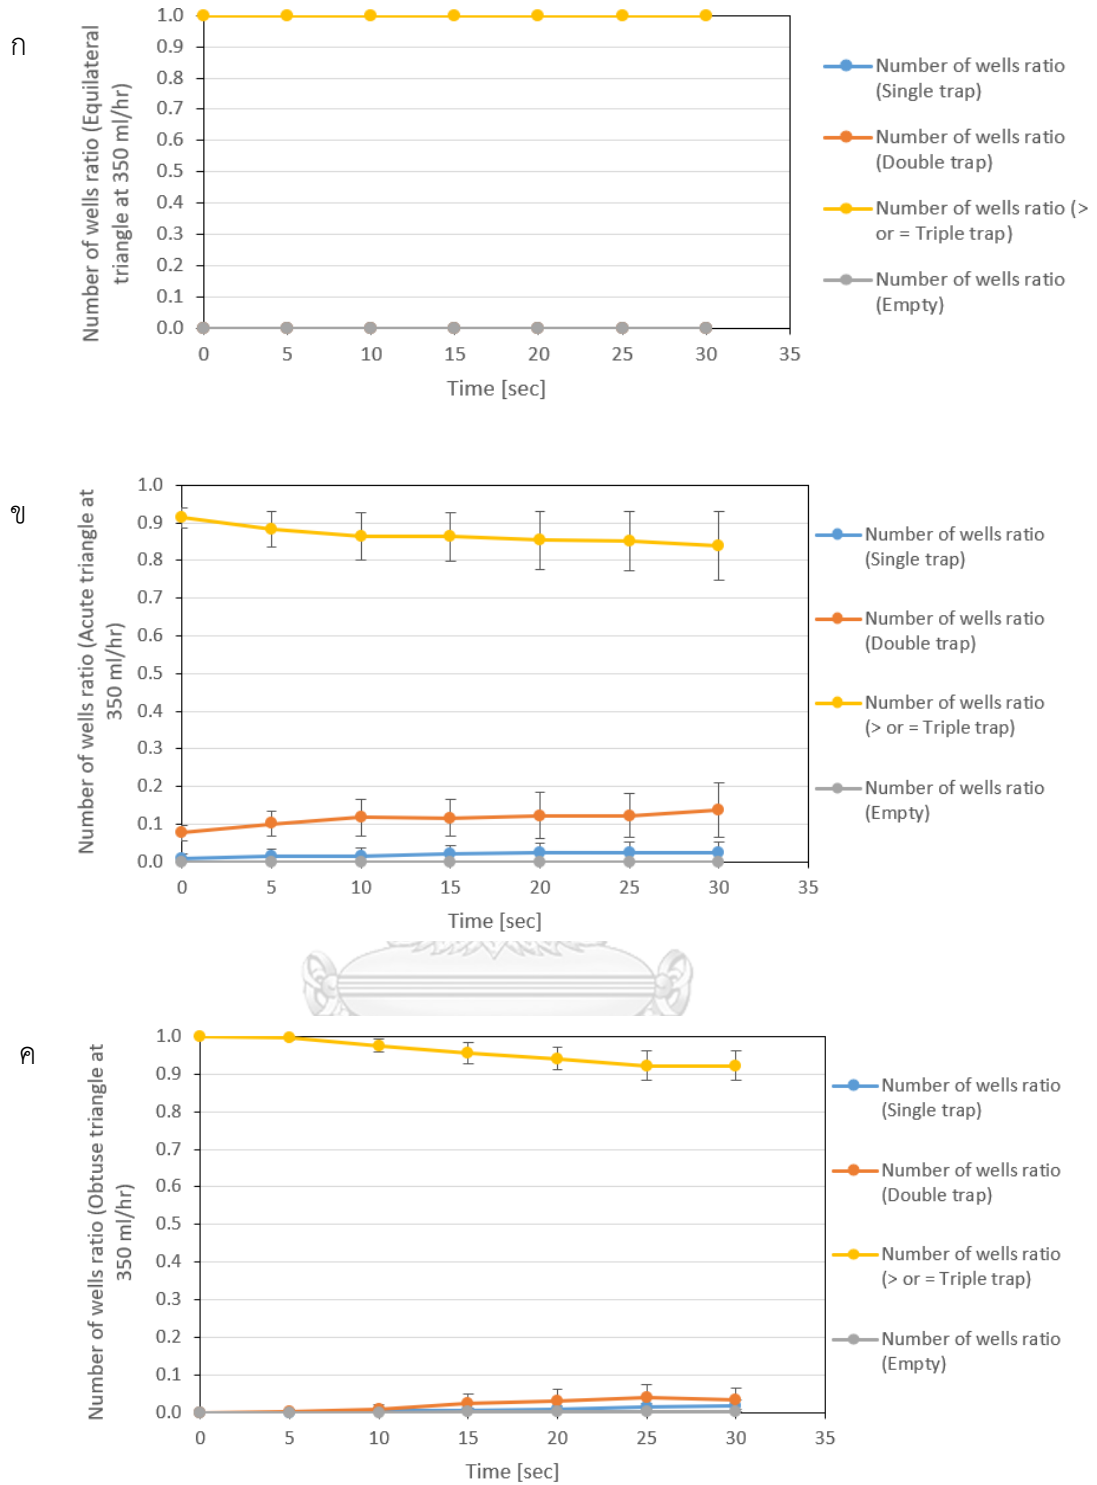 ก
Number of wells ratio (Equilateral
triangle at 350 ml/hr)
1.0
0.9
0.8
0.7
0.6
0.5
0.4
0.3
0.2
0.1
0.0
0 5 10 15 20 25 30 35
Time [sec]
Number of wells ratio
(Single trap)
Number of wells ratio
(Double trap)
Number of wells ratio (>
or = Triple trap)
Number of wells ratio
(Empty)
ข
Number of wells ratio (Acute triangle at
350 ml/hr)
1.0
0.9
0.8
0.7
0.6
0.5
0.4
0.3
0.2
0.1
0.0
0 5 10 15 20 25 30 35
Time [sec]
Number of wells ratio
(Single trap)
Number of wells ratio
(Double trap)
Number of wells ratio
(> or = Triple trap)
Number of wells ratio
(Empty)
ค
Number of wells ratio (Obtuse triangle at
350 ml/hr)
1.0
0.9
0.8
0.7
0.6
0.5
0.4
0.3
0.2
0.1
0.0
0 5 10 15 20 25 30 35
Time [sec]
Number of wells ratio
(Single trap)
Number of wells ratio
(Double trap)
Number of wells ratio
(> or = Triple trap)
Number of wells ratio
(Empty)